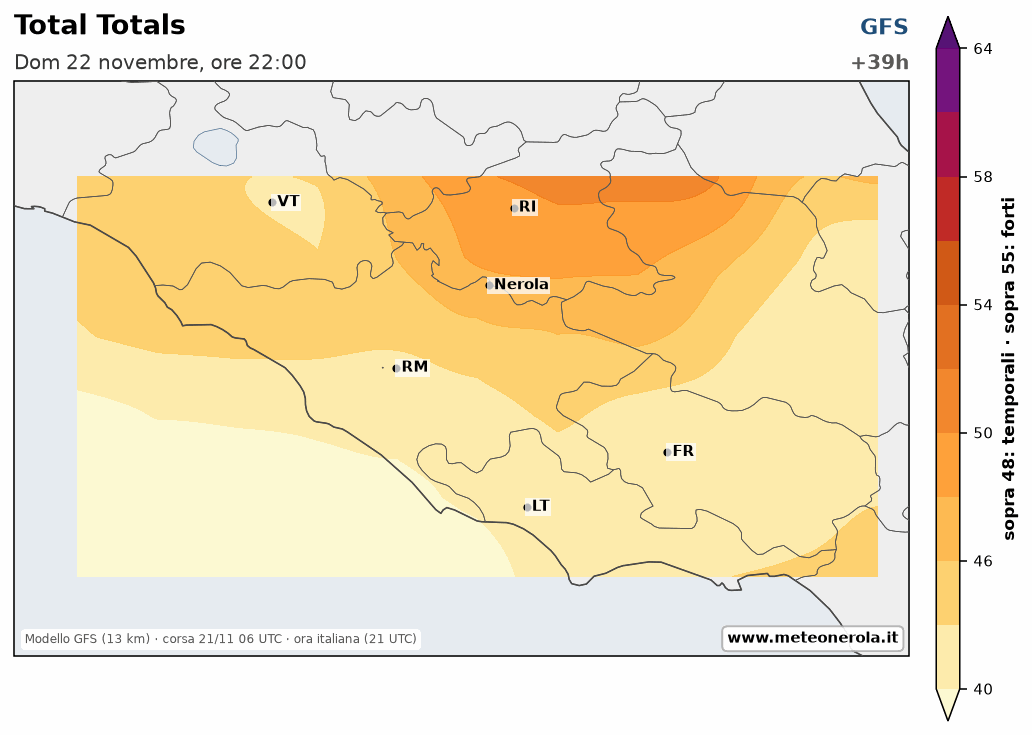 Total Totals
GFS
Dom 22 novembre, ore 22:00
+39h
64
58
54
50
46
40
sopra 48: temporali · sopra 55: forti
VT
RI
Nerola
RM
FR
LT
Modello GFS (13 km) · corsa 21/11 06 UTC · ora italiana (21 UTC)
www.meteonerola.it